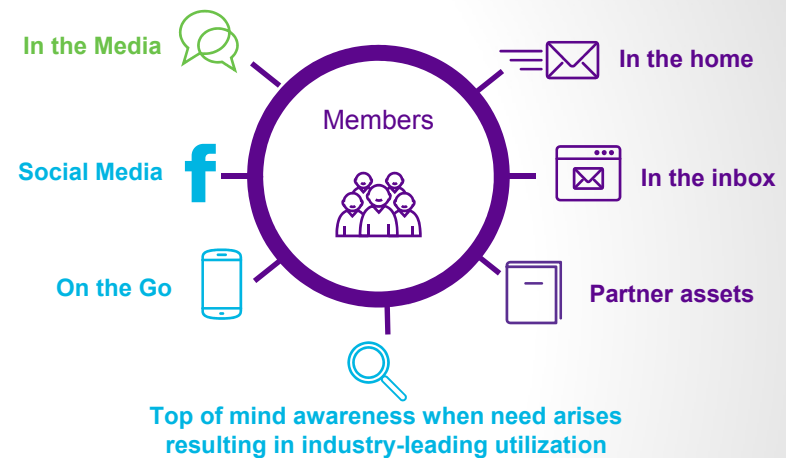 In the Media
In the home
Members
Social Media
In the inbox
On the Go
Partner assets
Top of mind awareness when need arises
resulting in industry-leading utilization